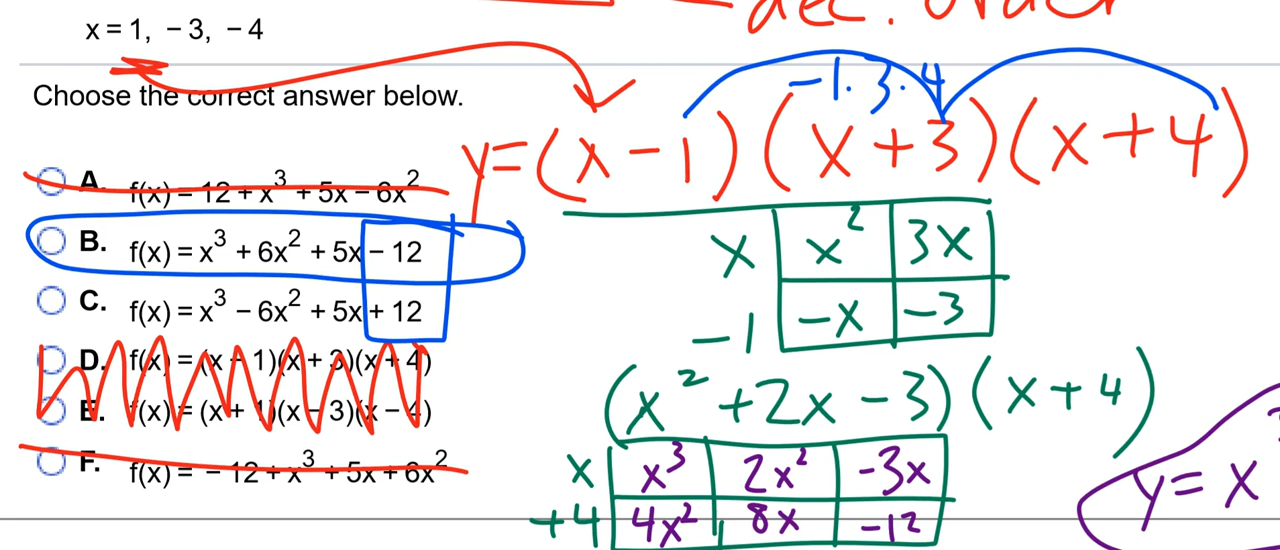 dec. order
x = 1, − 3, − 4
Choose the correct answer below.
−1·3·4
y=(x − 1)(x + 3)(x + 4)
A. f(x) = 12 + x³ + 5x − 6x²
B. f(x) = x³ + 6x² + 5x − 12
C. f(x) = x³ − 6x² + 5x + 12
D. f(x) = (x − 1)(x + 3)(x + 4)
E. f(x) = (x + 1)(x − 3)(x − 4)
F. f(x) = − 12 + x³ + 5x + 6x²
x x² 3x
−1 −x −3
(x² +2x −3)(x+4)
x x³ 2x² −3x
+4 4x² 8x −12
y= x